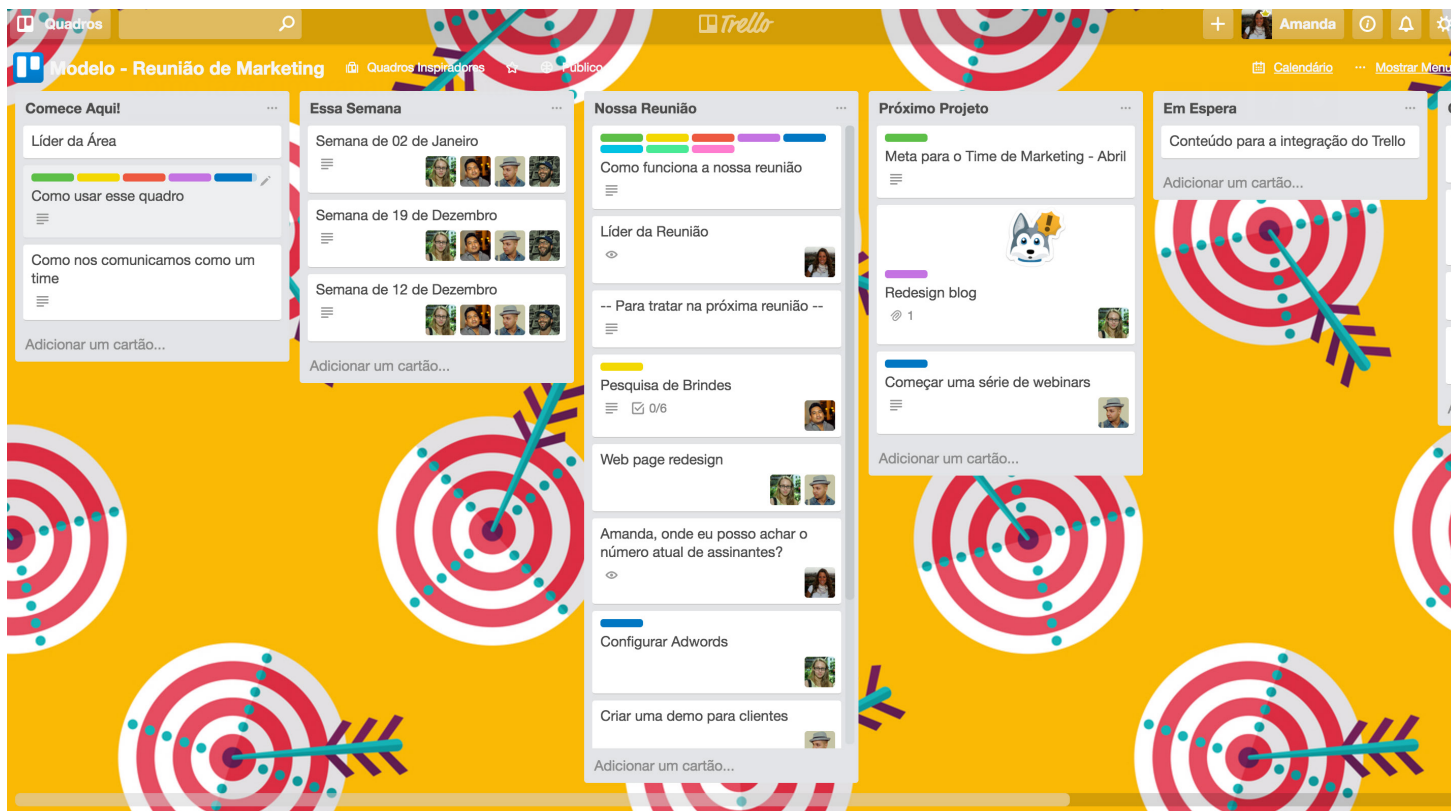 Quadros
Trello
Amanda
Modelo - Reunião de Marketing
Quadros Inspiradores
Público
Calendário
Mostrar Menu
Comece Aqui!
Líder da Área
Como usar esse quadro
Como nos comunicamos como um
time
Adicionar um cartão...
Essa Semana
Semana de 02 de Janeiro
Semana de 19 de Dezembro
Semana de 12 de Dezembro
Adicionar um cartão...
Nossa Reunião
Como funciona a nossa reunião
Líder da Reunião
-- Para tratar na próxima reunião --
Pesquisa de Brindes
0/6
Web page redesign
Amanda, onde eu posso achar o
número atual de assinantes?
Configurar Adwords
Criar uma demo para clientes
Adicionar um cartão...
Próximo Projeto
Meta para o Time de Marketing - Abril
Redesign blog
1
Começar uma série de webinars
Adicionar um cartão...
Em Espera
Conteúdo para a integração do Trello
Adicionar um cartão...